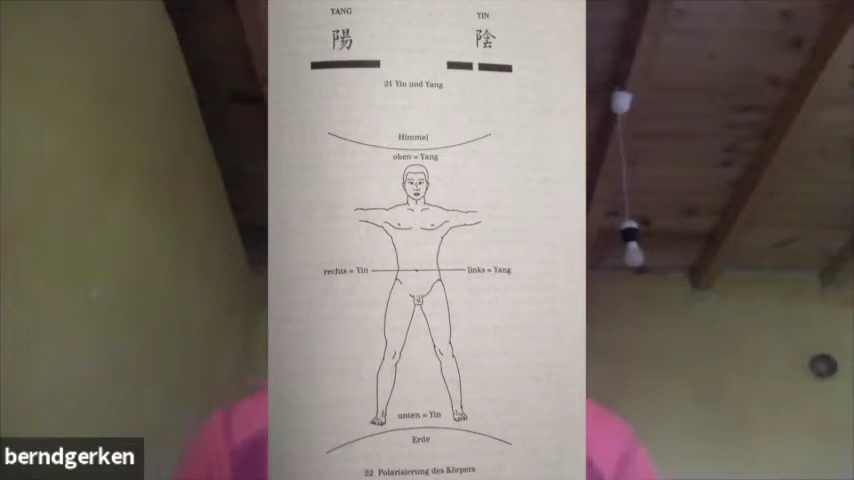 YANG
YIN
陽
陰
21 Yin und Yang
Himmel
oben = Yang
rechts = Yin
links = Yang
unten = Yin
Erde
22 Polarisierung des Körpers
berndgerken